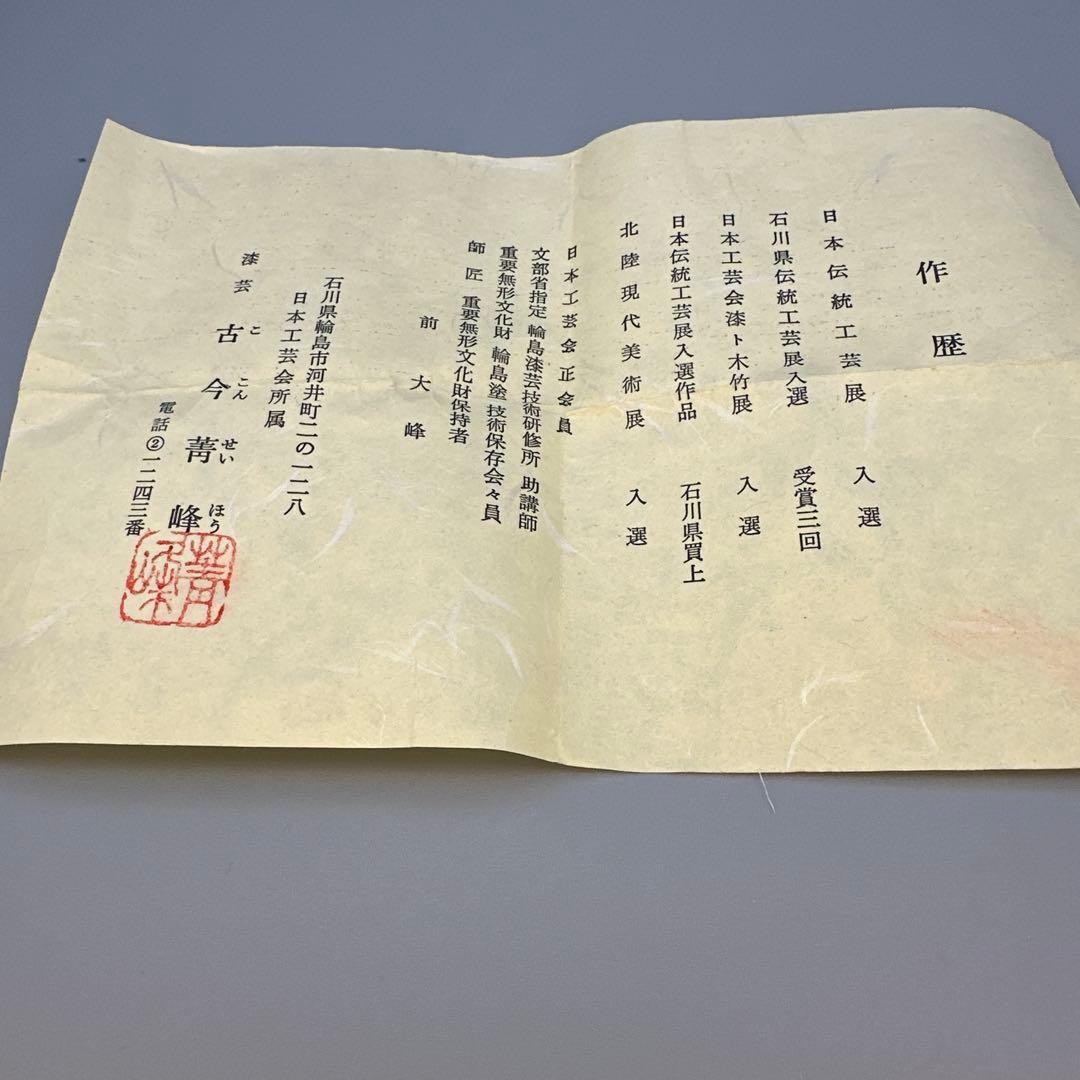 作歴
日本伝統工芸展 入選
石川県伝統工芸展入選 受賞三回
日本工芸会漆ト木竹展 入選
日本伝統工芸展入選作品 石川県買上
北陸現代美術展 入選
日本工芸会正会員
文部省指定 輪島漆芸技術研修所 助講師
重要無形文化財 輪島塗 技術保存会々員
師匠 重要無形文化財保持者
前大峰
石川県輪島市河井町二の一二八
日本工芸会所属
漆芸 古今菁峰
ここんせいほう
電話②一二四三番